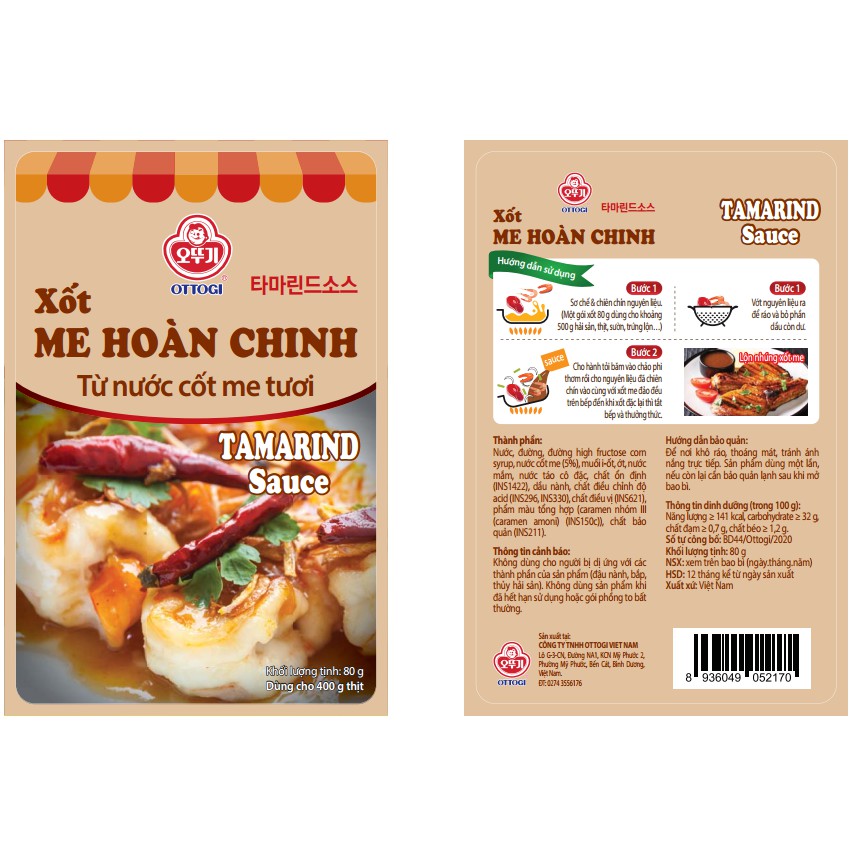 오뚜기
OTTOGI
®
타마린드소스
Xốt
ME HOÀN CHINH
Từ nước cốt me tươi
TAMARIND
Sauce
Khối lượng tịnh: 80 g
Dùng cho 400 g thịt
오뚜기
OTTOGI
타마린드소스
Xốt
ME HOÀN CHINH
TAMARIND
Sauce
Hướng dẫn sử dụng
Bước 1
Sơ chế & chiên chín nguyên liệu.
(Một gói xốt 80 g dùng cho khoảng
500 g hải sản, thịt, sườn, trứng lộn…)
Bước 1
Vớt nguyên liệu ra
để ráo và bỏ phần
dầu còn dư.
sauce
Bước 2
Cho hành tỏi băm vào chảo phi
thơm rồi cho nguyên liệu đã chiên
chín vào cùng với xốt me đảo đều
trên bếp đến khi xốt đặc lại thì tắt
bếp và thưởng thức.
Lôn nhúng xốt me
Thành phần:
Nước, đường, đường high fructose corn
syrup, nước cốt me (5%), muối i-ốt, ớt, nước
mắm, nước táo cô đặc, chất ổn định
(INS1422), dầu nành, chất điều chỉnh độ
acid (INS296, INS330), chất điều vị (INS621),
phẩm màu tổng hợp (caramen nhóm III
(caramen amoni) (INS150c)), chất bảo
quản (INS211).
Thông tin cảnh báo:
Không dùng cho người bị dị ứng với các
thành phần của sản phẩm (đậu nành, bắp,
thủy hải sản). Không dùng sản phẩm khi
đã hết hạn sử dụng hoặc gói phồng to bất
thường.
Hướng dẫn bảo quản:
Để nơi khô ráo, thoáng mát, tránh ánh
nắng trực tiếp. Sản phẩm dùng một lần,
nếu còn lại cần bảo quản lạnh sau khi mở
bao bì.
Thông tin dinh dưỡng (trong 100 g):
Năng lượng ≥ 141 kcal, carbohydrate ≥ 32 g,
chất đạm ≥ 0,7 g, chất béo ≥ 1,2 g.
Số tự công bố: BD44/Ottogi/2020
Khối lượng tịnh: 80 g
NSX: xem trên bao bì (ngày.tháng.năm)
HSD: 12 tháng kể từ ngày sản xuất
Xuất xứ: Việt Nam
오뚜기
OTTOGI
Sản xuất tại:
CÔNG TY TNHH OTTOGI VIET NAM
Lô G-3-CN, Đường NA1, KCN Mỹ Phước 2,
Phường Mỹ Phước, Bến Cát, Bình Dương,
Việt Nam.
ĐT: 0274 3556176
8 936049 052170